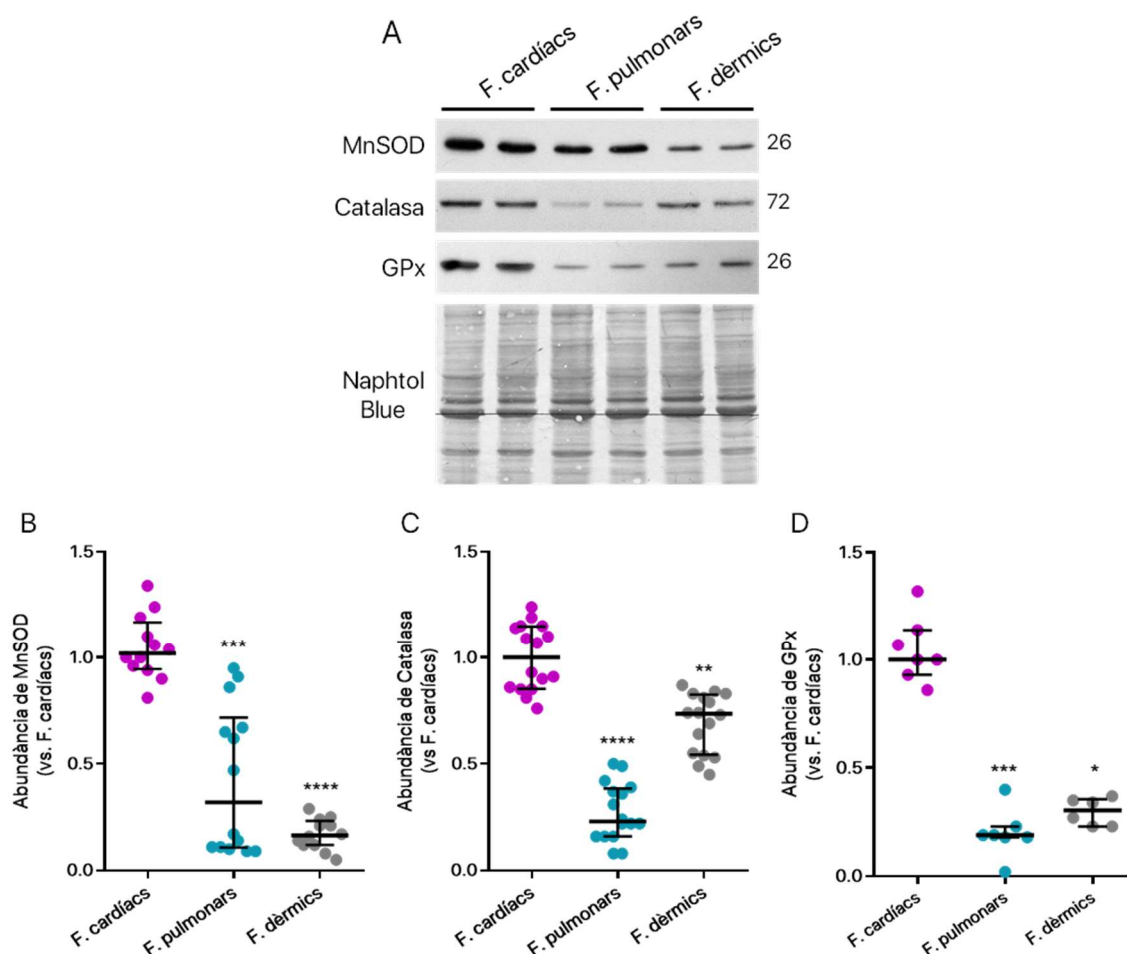 A
F. cardíacs
F. pulmonars
F. dèrmics
MnSOD
26
Catalasa
72
GPx
26
Naphtol
Blue
B
Abundància de MnSOD
(vs. F. cardíacs)
1.5
1.0
0.5
0.0
***
****
F. cardíacs
F. pulmonars
F. dèrmics
C
Abundància de Catalasa
(vs F. cardíacs)
1.5
1.0
0.5
0.0
****
**
F. cardíacs
F. pulmonars
F. dèrmics
D
Abundància de GPx
(vs. F. cardíacs)
1.5
1.0
0.5
0.0
***
*
F. cardíacs
F. pulmonars
F. dèrmics